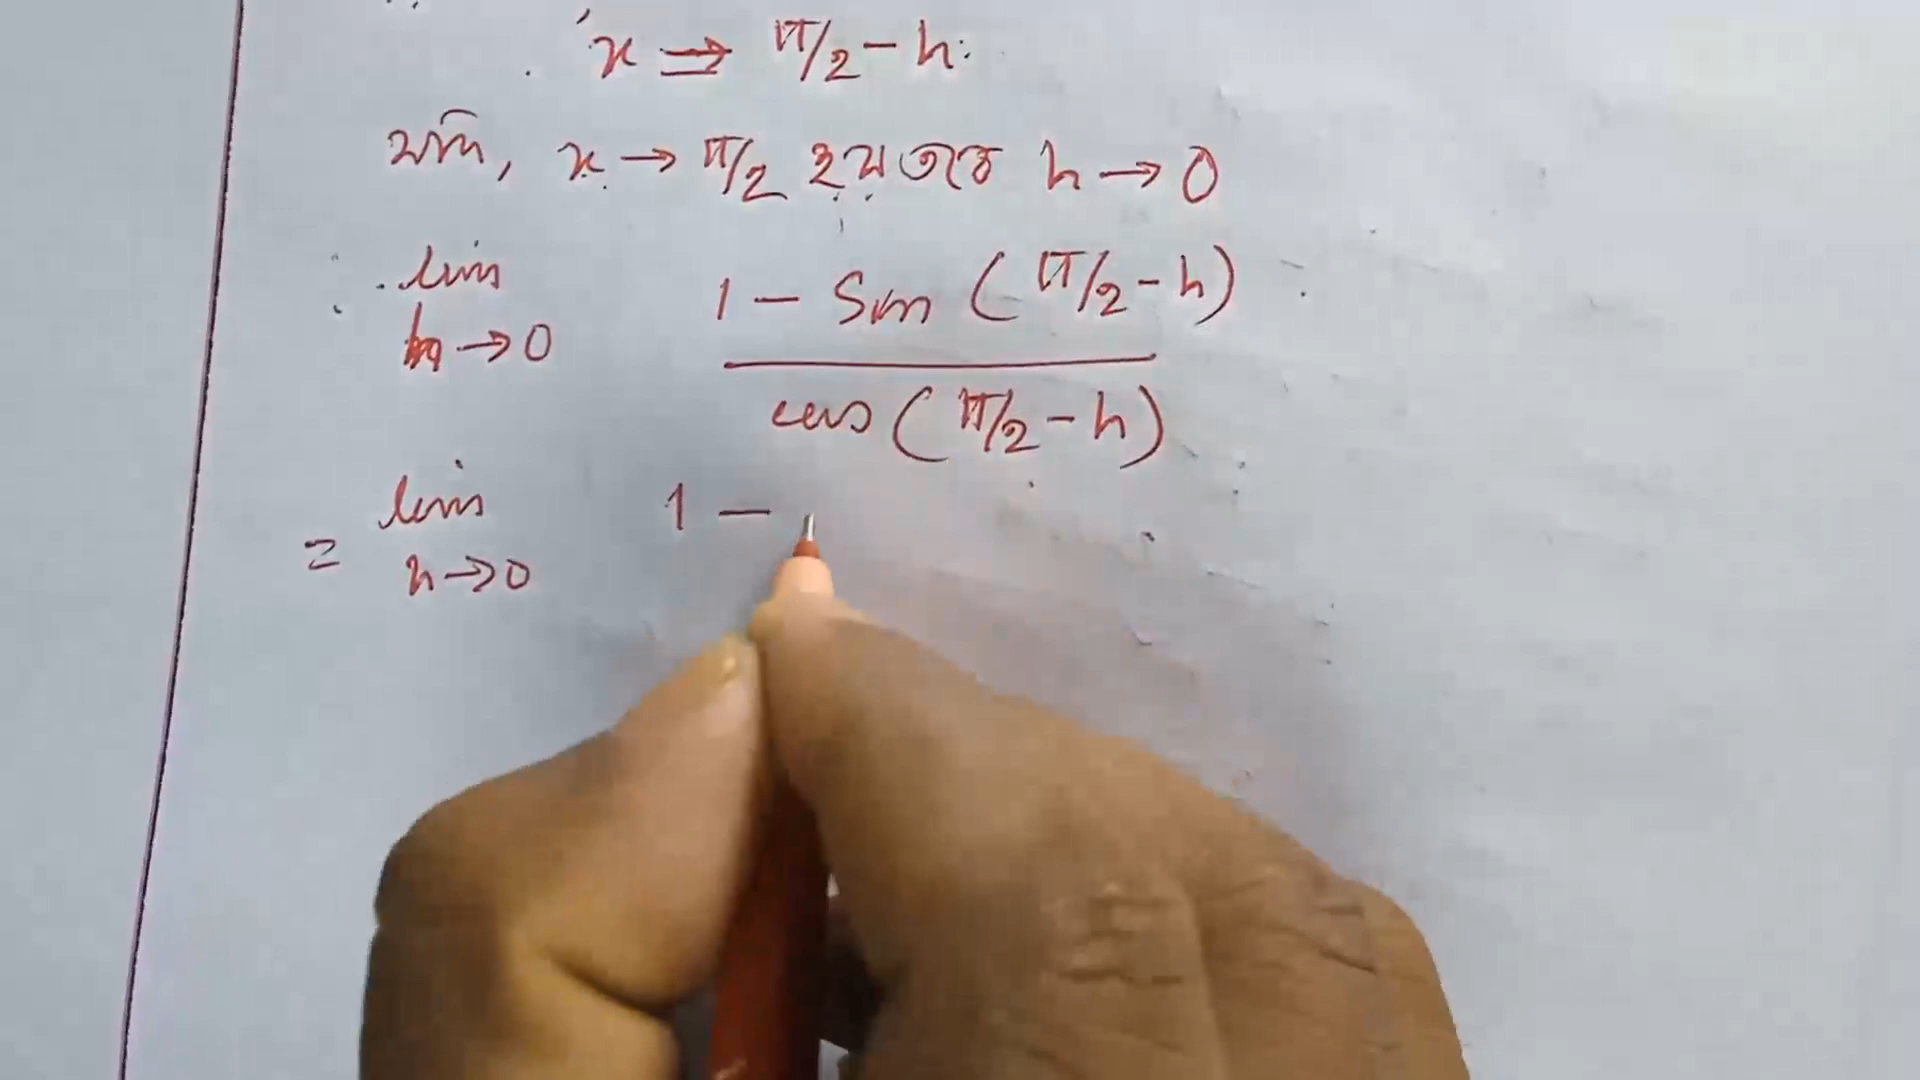 x ⇒ π/2 - h
যদি, x → π/2 হয় তবে h → 0
∴ lim h→0 1 - Sin (π/2 - h) / cos (π/2 - h)
= lim h→0 1 -